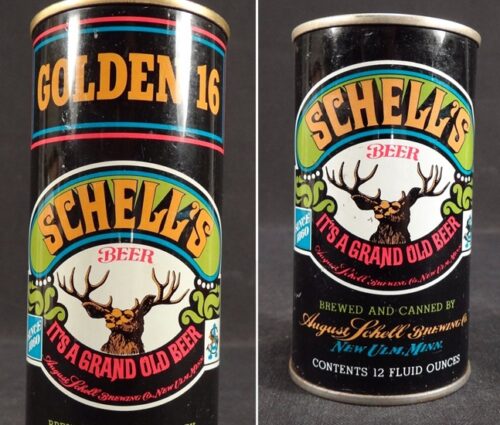 GOLDEN 16
SCHELL'S
BEER
SINCE
1860
IT'S A GRAND OLD BEER
August Schell BREWING CO. NEW ULM, MINN.
SCHELL'S
BEER
SINCE
1860
IT'S A GRAND OLD BEER
August Schell BREWING CO. NEW ULM, MINN.
BREWED AND CANNED BY
August Schell BREWING Co.
NEW ULM, MINN.
CONTENTS 12 FLUID OUNCES